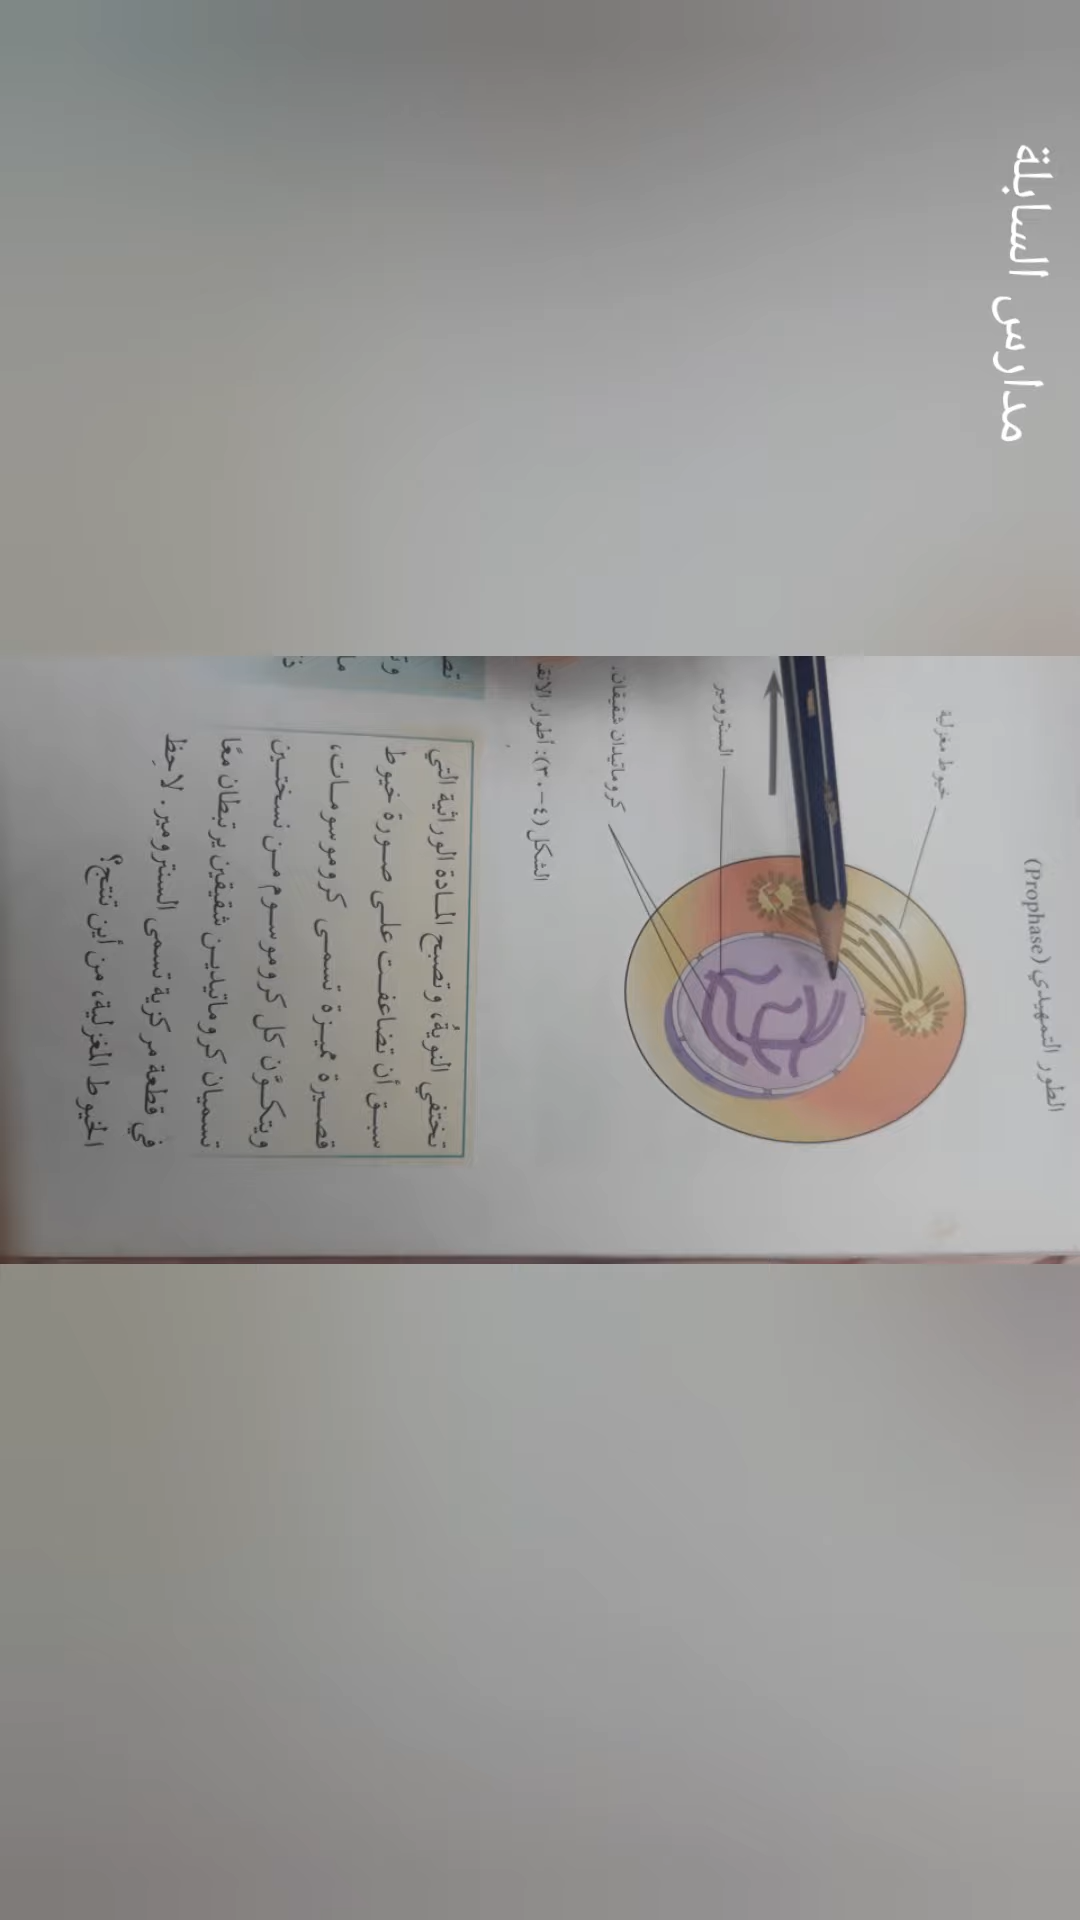 مدارس السابلة
الطور التمهيدي (Prophase)
خيوط مغزلية
السنترومير
كروماتيدان شقيقان.
الشكل (٤-٣٠): أطوار الانق
تختفي النويةُ، وتصبح المادة الوراثية التي
سبق أن تضاعفت على صورة خيوط
قصيرة مميزة تسمى كروموسومات،
ويتكوَّن كل كروموسوم من نسختين
تسميان كروماتيدين شقيقين يرتبطان معًا
في قطعة مركزية تسمى السنترومير. لاحِظ
الخيوط المغزلية، من أين تنتج؟